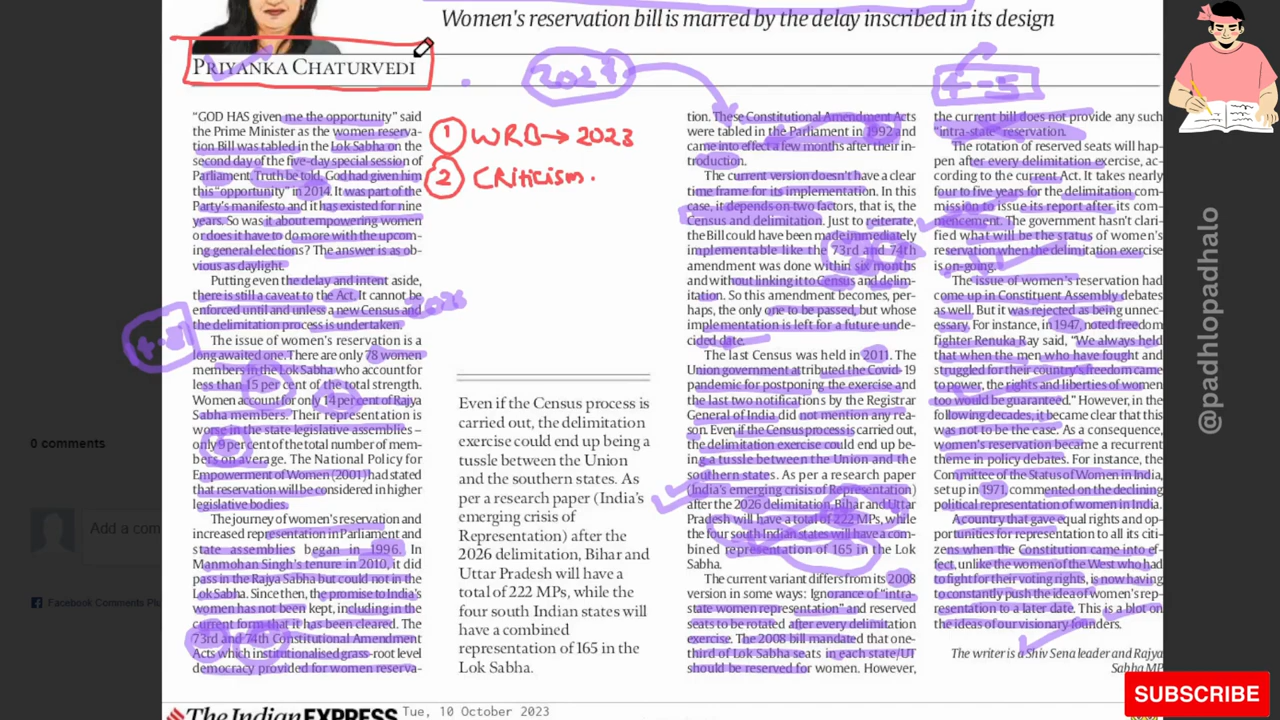 Women's reservation bill is marred by the delay inscribed in its design
PRIYANKA CHATURVEDI
2027
4-5
① WRB → 2023
② CRiticism.
"GOD HAS given me the opportunity" said
the Prime Minister as the women reserva-
tion Bill was tabled in the Lok Sabha on the
second day of the five-day special session of
Parliament. Truth be told, God had given him
this "opportunity" in 2014. It was part of the
Party's manifesto and it has existed for nine
years. So was it about empowering women
or does it have to do more with the upcom-
ing general elections? The answer is as ob-
vious as daylight.
Putting even the delay and intent aside,
there is still a caveat to the Act. It cannot be
enforced until and unless a new Census and
2026
the delimitation process is undertaken.
The issue of women's reservation is a
long awaited one. There are only 78 women
members in the Lok Sabha who account for
less than 15 per cent of the total strength.
Women account for only 14 per cent of Rajya
Sabha members. Their representation is
worse in the state legislative assemblies –
only 9 per cent of the total number of mem-
bers on average. The National Policy for
Empowerment of Women (2001) had stated
that reservation will be considered in higher
legislative bodies.
The journey of women's reservation and
increased representation in Parliament and
state assemblies began in 1996. In
Manmohan Singh's tenure in 2010, it did
pass in the Rajya Sabha but could not in the
Lok Sabha. Since then, the promise to India's
women has not been kept, including in the
current form that it has been cleared. The
73rd and 74th Constitutional Amendment
Acts which institutionalised grass-root level
democracy provided for women reserva-
Even if the Census process is
carried out, the delimitation
exercise could end up being a
tussle between the Union
and the southern states. As
per a research paper (India's
emerging crisis of
Representation) after the
2026 delimitation, Bihar and
Uttar Pradesh will have a
total of 222 MPs, while the
four south Indian states will
have a combined
representation of 165 in the
Lok Sabha.
tion. These Constitutional Amendment Acts
were tabled in the Parliament in 1992 and
came into effect a few months after their in-
troduction.
The current version doesn't have a clear
time frame for its implementation. In this
case, it depends on two factors, that is, the
Census and delimitation. Just to reiterate,
the Bill could have been made immediately
implementable like the 73rd and 74th
amendment was done within six months
and without linking it to Census and delim-
itation. So this amendment becomes, per-
haps, the only one to be passed, but whose
implementation is left for a future unde-
cided date.
The last Census was held in 2011. The
Union government attributed the Covid-19
pandemic for postponing the exercise and
the last two notifications by the Registrar
General of India did not mention any rea-
son. Even if the Census process is carried out,
the delimitation exercise could end up be-
ing a tussle between the Union and the
southern states. As per a research paper
(India's emerging crisis of Representation)
after the 2026 delimitation, Bihar and Uttar
Pradesh will have a total of 222 MPs, while
the four south Indian states will have a com-
bined representation of 165 in the Lok
Sabha.
The current variant differs from its 2008
version in some ways: Ignorance of "intra-
state women representation" and reserved
seats to be rotated after every delimitation
exercise. The 2008 bill mandated that one-
third of Lok Sabha seats in each state/UT
should be reserved for women. However,
the current bill does not provide any such
"intra-state" reservation.
The rotation of reserved seats will hap-
pen after every delimitation exercise, ac-
cording to the current Act. It takes nearly
four to five years for the delimitation com-
mission to issue its report after its com-
mencement. The government hasn't clari-
fied what will be the status of women's
reservation when the delimitation exercise
is on-going.
The issue of women's reservation had
come up in Constituent Assembly debates
as well. But it was rejected as being unnec-
essary. For instance, in 1947, noted freedom
fighter Renuka Ray said, "We always held
that when the men who have fought and
struggled for their country's freedom came
to power, the rights and liberties of women
too would be guaranteed." However, in the
following decades, it became clear that this
was not to be the case. As a consequence,
women's reservation became a recurrent
theme in policy debates. For instance, the
Committee of the Status of Women in India,
set up in 1971, commented on the declining
political representation of women in India.
A country that gave equal rights and op-
portunities for representation to all its citi-
zens when the Constitution came into ef-
fect, unlike the women of the West who had
to fight for their voting rights, is now having
to constantly push the idea of women's rep-
resentation to a later date. This is a blot on
the ideas of our visionary founders.
The writer is a Shiv Sena leader and Rajya
Sabha MP
0 comments
Add a com
Facebook Comments Plu
@padhlopadhalo
SUBSCRIBE
The Indian EXPRESS
Tue, 10 October 2023